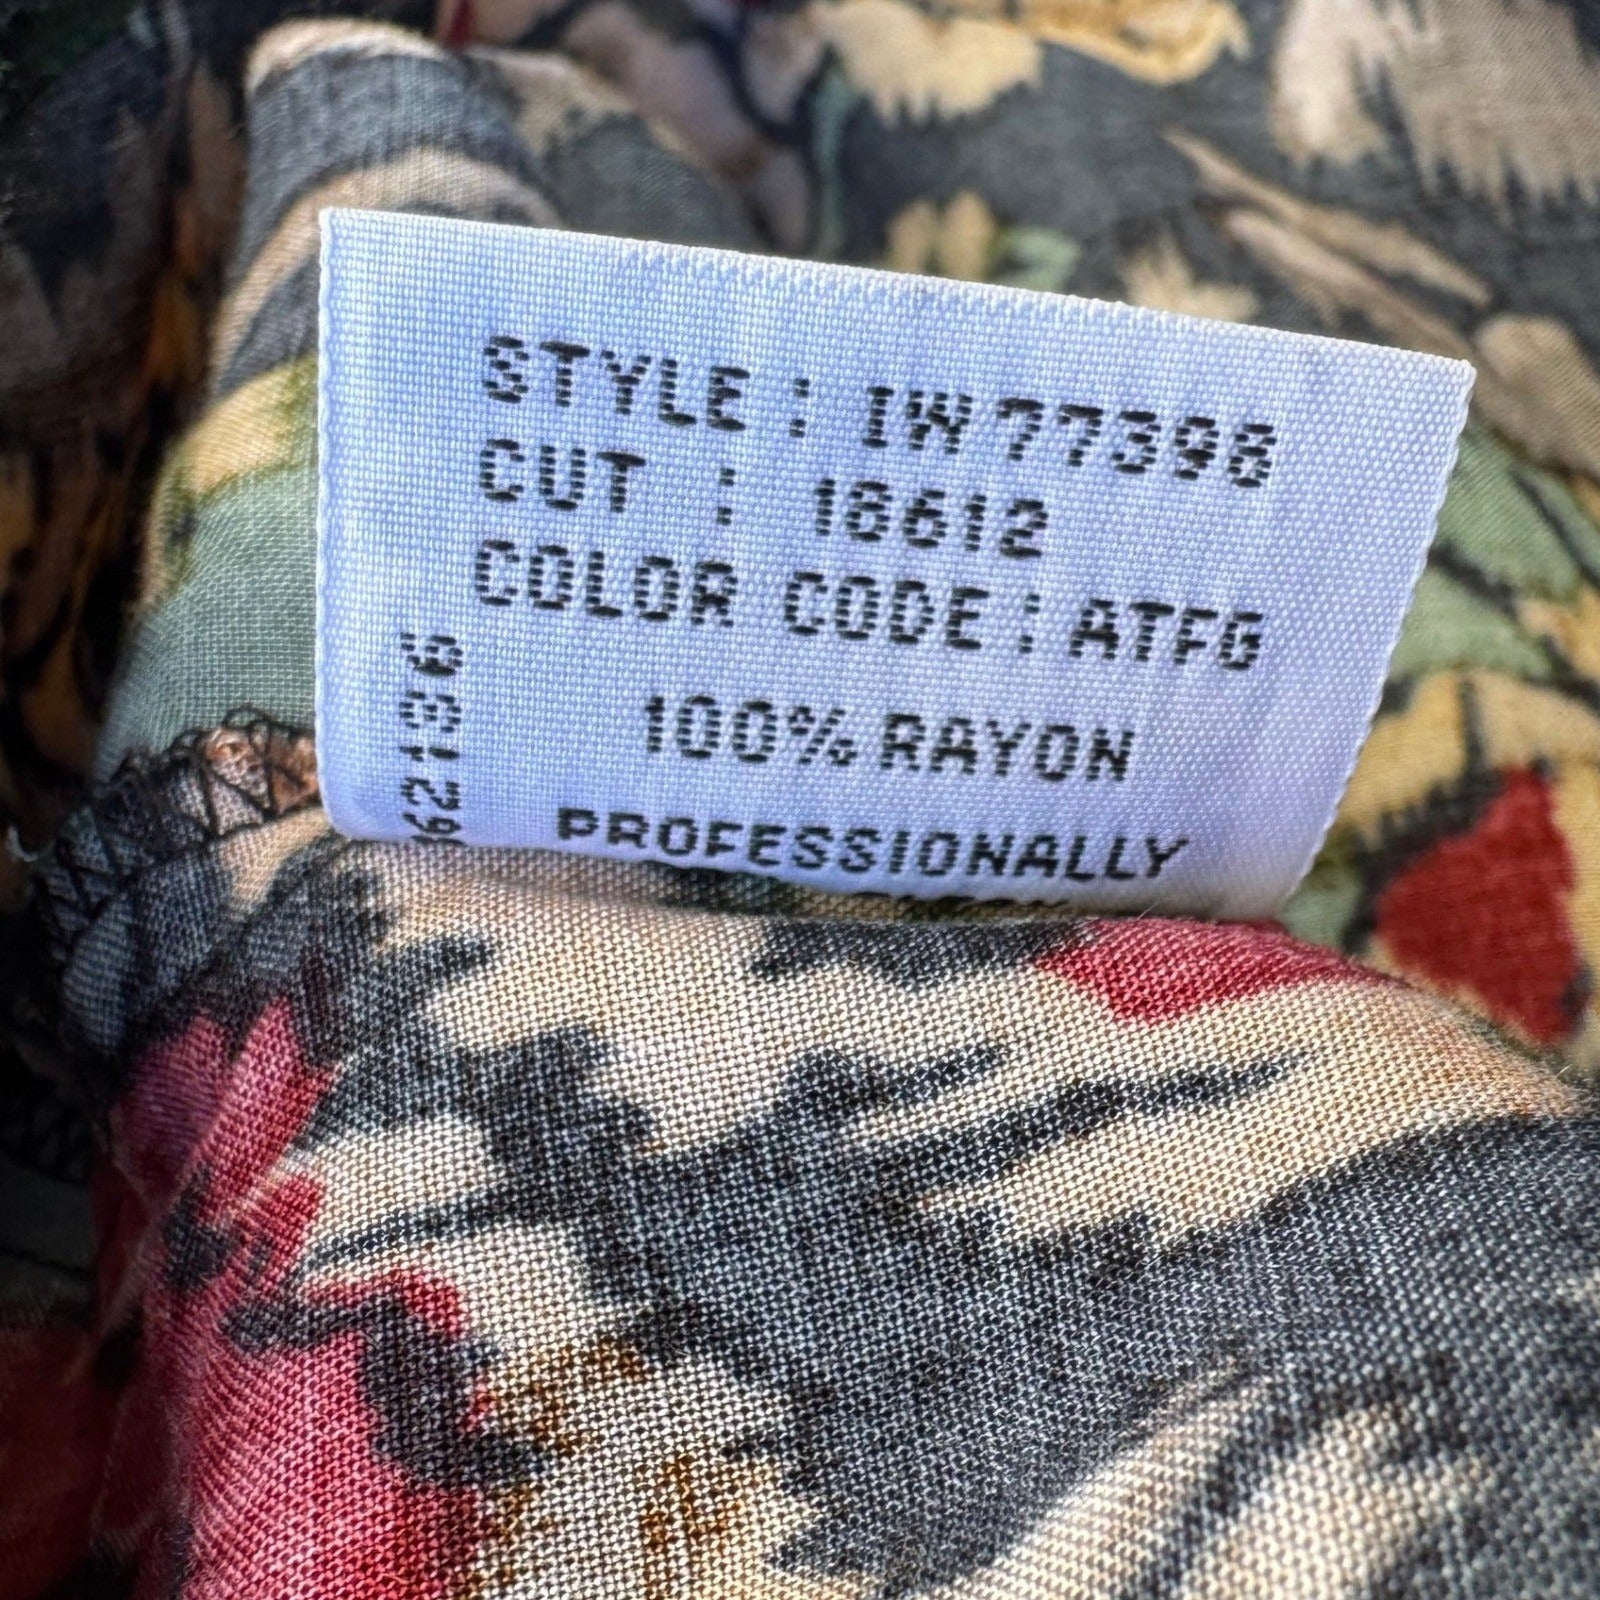 STYLE : IW77398
CUT : 18612
COLOR CODE : ATFG
100% RAYON
PROFESSIONALLY